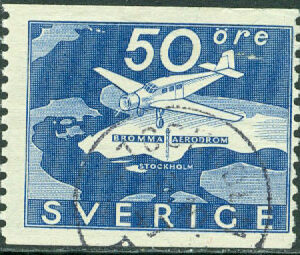 50 öre
BROMMA AERODROM
STOCKHOLM
SVERIGE